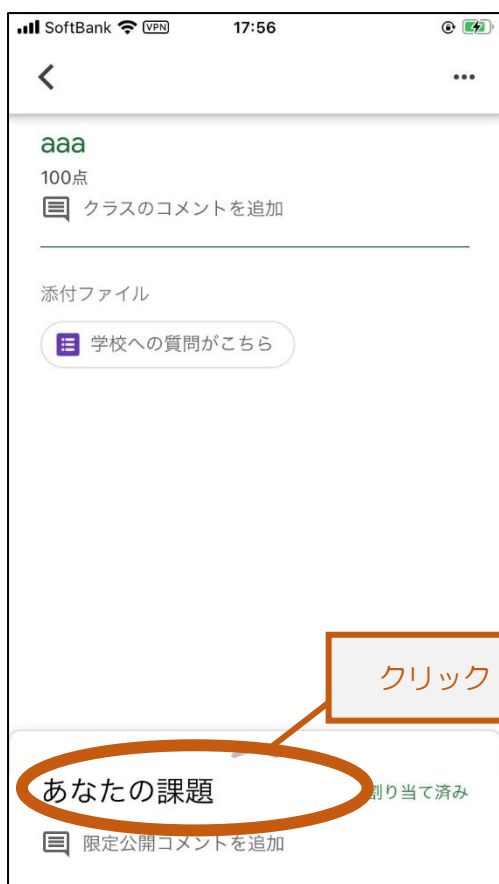 SoftBank VPN 17:56
aaa
100点
クラスのコメントを追加
添付ファイル
学校への質問がこちら
クリック
あなたの課題 割り当て済み
限定公開コメントを追加